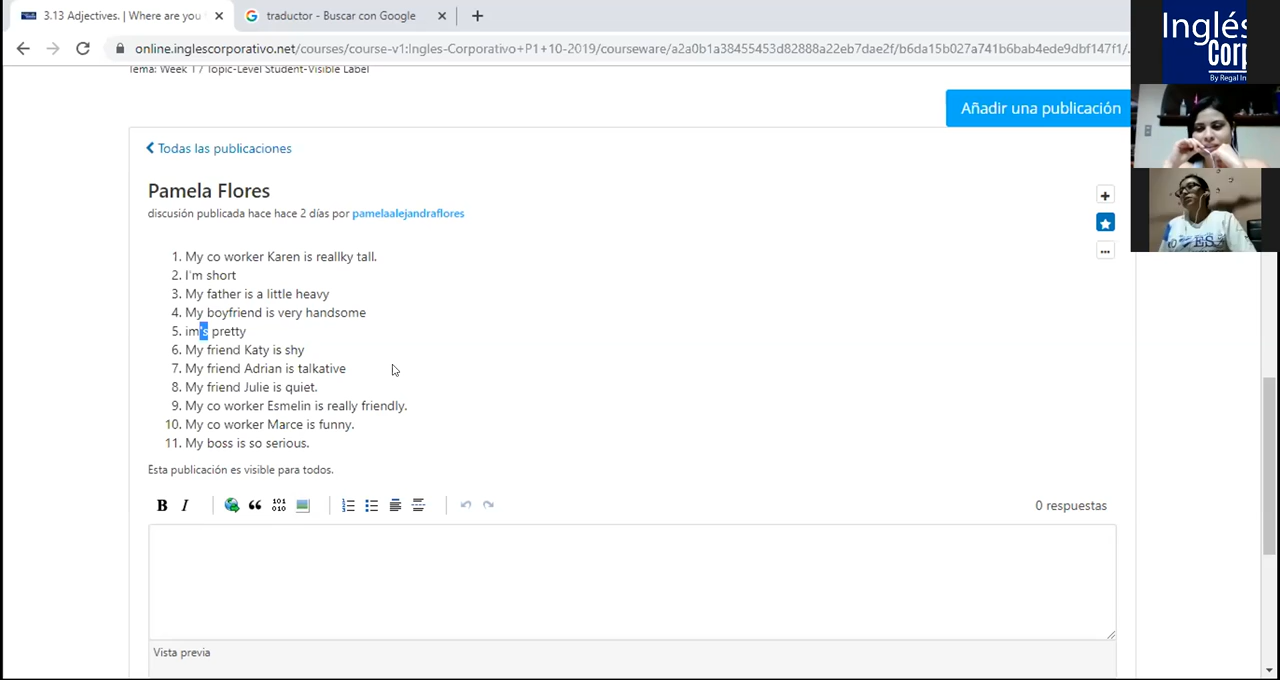 3.13 Adjectives. | Where are you
traductor - Buscar con Google
online.inglescorporativo.net/courses/course-v1:Ingles-Corporativo+P1+10-2019/courseware/a2a0b1a38455453d82888a22eb7dae2f/b6da15b027a741b6bab4ede9dbf147f1/...
Inglés
Corp
By Regal In
Tema: Week 1 / Topic-Level Student-Visible Label
Añadir una publicación
Todas las publicaciones
Pamela Flores
discusión publicada hace hace 2 días por pamelaalejandraflores
1. My co worker Karen is reallky tall.
2. I'm short
3. My father is a little heavy
4. My boyfriend is very handsome
5. im's pretty
6. My friend Katy is shy
7. My friend Adrian is talkative
8. My friend Julie is quiet.
9. My co worker Esmelin is really friendly.
10. My co worker Marce is funny.
11. My boss is so serious.
Esta publicación es visible para todos.
B I 101 010
0 respuestas
Vista previa